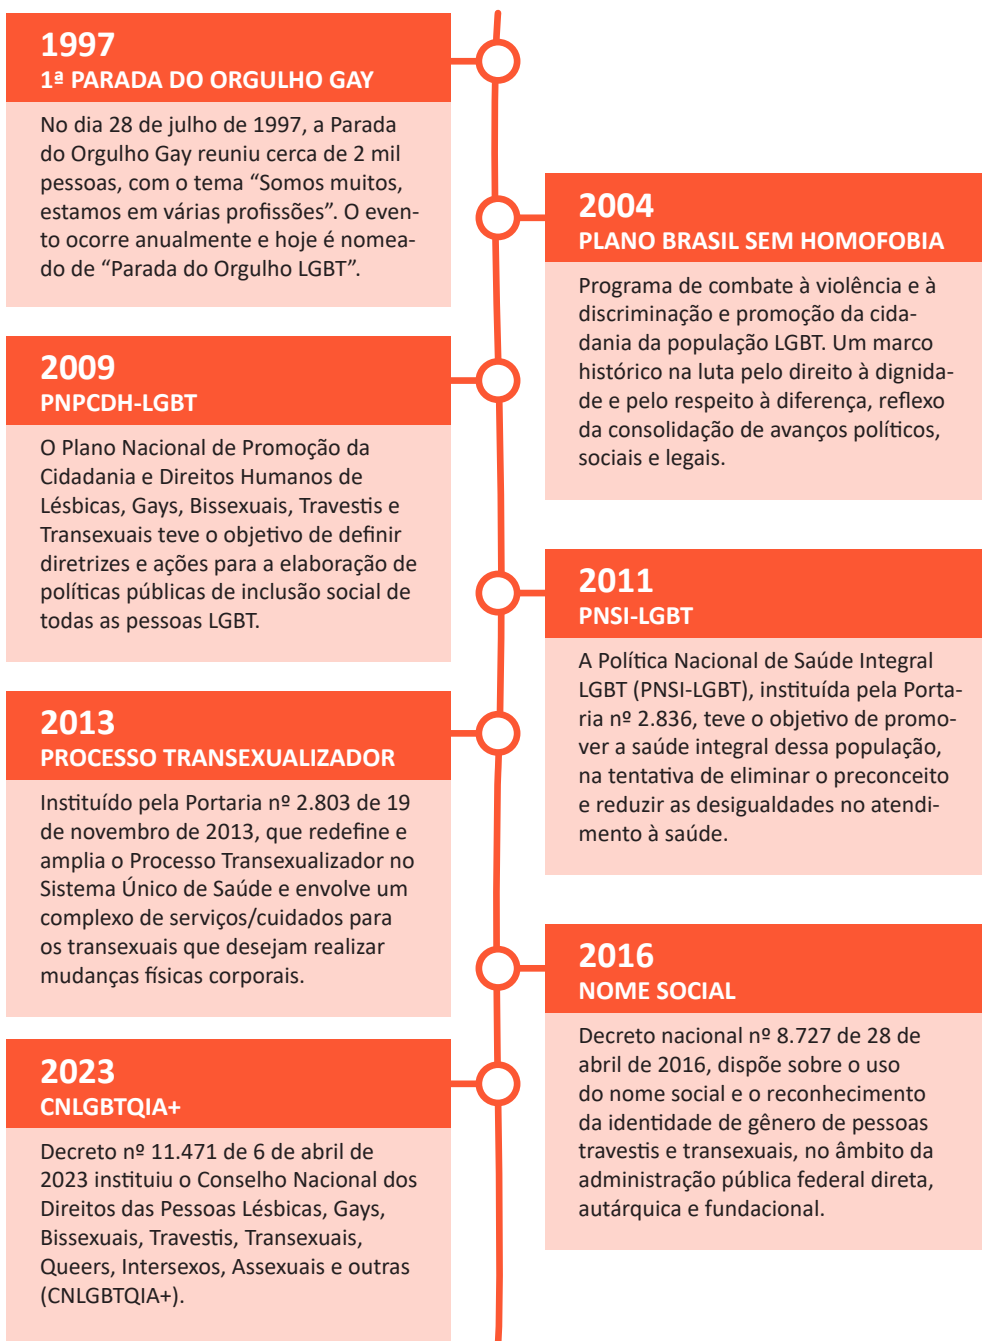 1997
1ª PARADA DO ORGULHO GAY
No dia 28 de julho de 1997, a Parada
do Orgulho Gay reuniu cerca de 2 mil
pessoas, com o tema “Somos muitos,
estamos em várias profissões”. O even-
to ocorre anualmente e hoje é nomea-
do de “Parada do Orgulho LGBT”.
2004
PLANO BRASIL SEM HOMOFOBIA
Programa de combate à violência e à
discriminação e promoção da cida-
dania da população LGBT. Um marco
histórico na luta pelo direito à dignida-
de e pelo respeito à diferença, reflexo
da consolidação de avanços políticos,
sociais e legais.
2009
PNPCDH-LGBT
O Plano Nacional de Promoção da
Cidadania e Direitos Humanos de
Lésbicas, Gays, Bissexuais, Travestis e
Transexuais teve o objetivo de definir
diretrizes e ações para a elaboração de
políticas públicas de inclusão social de
todas as pessoas LGBT.
2011
PNSI-LGBT
A Política Nacional de Saúde Integral
LGBT (PNSI-LGBT), instituída pela Porta-
ria nº 2.836, teve o objetivo de promo-
ver a saúde integral dessa população,
na tentativa de eliminar o preconceito
e reduzir as desigualdades no atendi-
mento à saúde.
2013
PROCESSO TRANSEXUALIZADOR
Instituído pela Portaria nº 2.803 de 19
de novembro de 2013, que redefine e
amplia o Processo Transexualizador no
Sistema Único de Saúde e envolve um
complexo de serviços/cuidados para
os transexuais que desejam realizar
mudanças físicas corporais.
2016
NOME SOCIAL
Decreto nacional nº 8.727 de 28 de
abril de 2016, dispõe sobre o uso
do nome social e o reconhecimento
da identidade de gênero de pessoas
travestis e transexuais, no âmbito da
administração pública federal direta,
autárquica e fundacional.
2023
CNLGBTQIA+
Decreto nº 11.471 de 6 de abril de
2023 instituiu o Conselho Nacional dos
Direitos das Pessoas Lésbicas, Gays,
Bissexuais, Travestis, Transexuais,
Queers, Intersexos, Assexuais e outras
(CNLGBTQIA+).